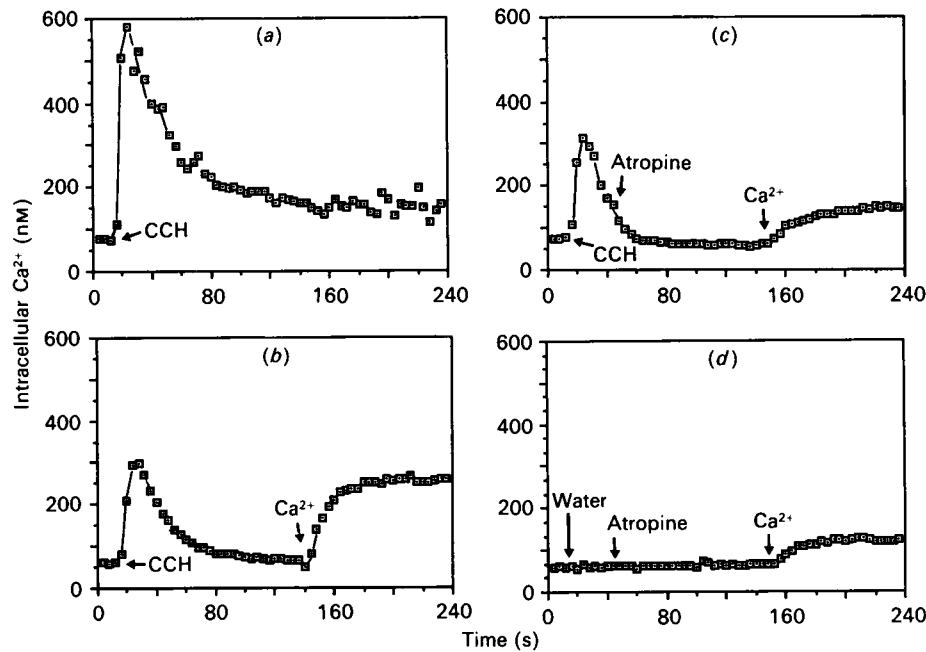 Intracellular Ca²⁺ (nM)
(a)
600
400
200
0
CCH
0 80 160 240
(b)
600
400
200
0
CCH
Ca²⁺
0 80 160 240
(c)
600
400
200
0
Atropine
CCH
Ca²⁺
0 80 160 240
(d)
600
400
200
0
Water
Atropine
Ca²⁺
0 80 160 240
Time (s)